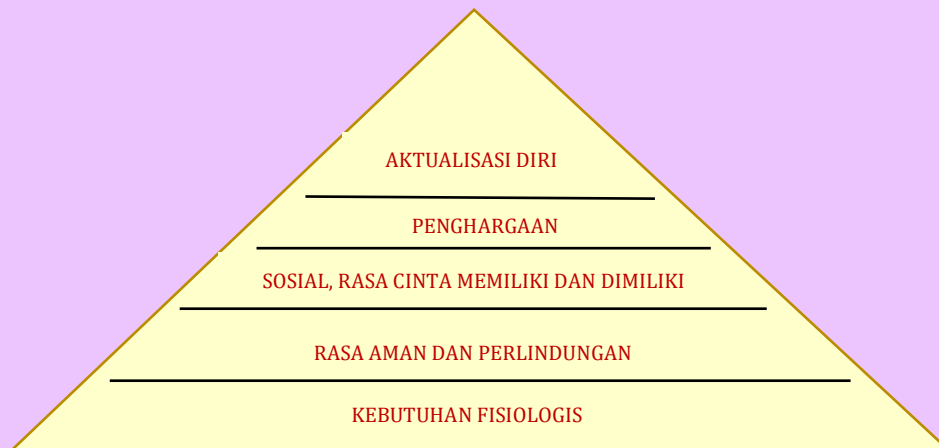 AKTUALISASI DIRI
PENGHARGAAN
SOSIAL, RASA CINTA MEMILIKI DAN DIMILIKI
RASA AMAN DAN PERLINDUNGAN
KEBUTUHAN FISIOLOGIS